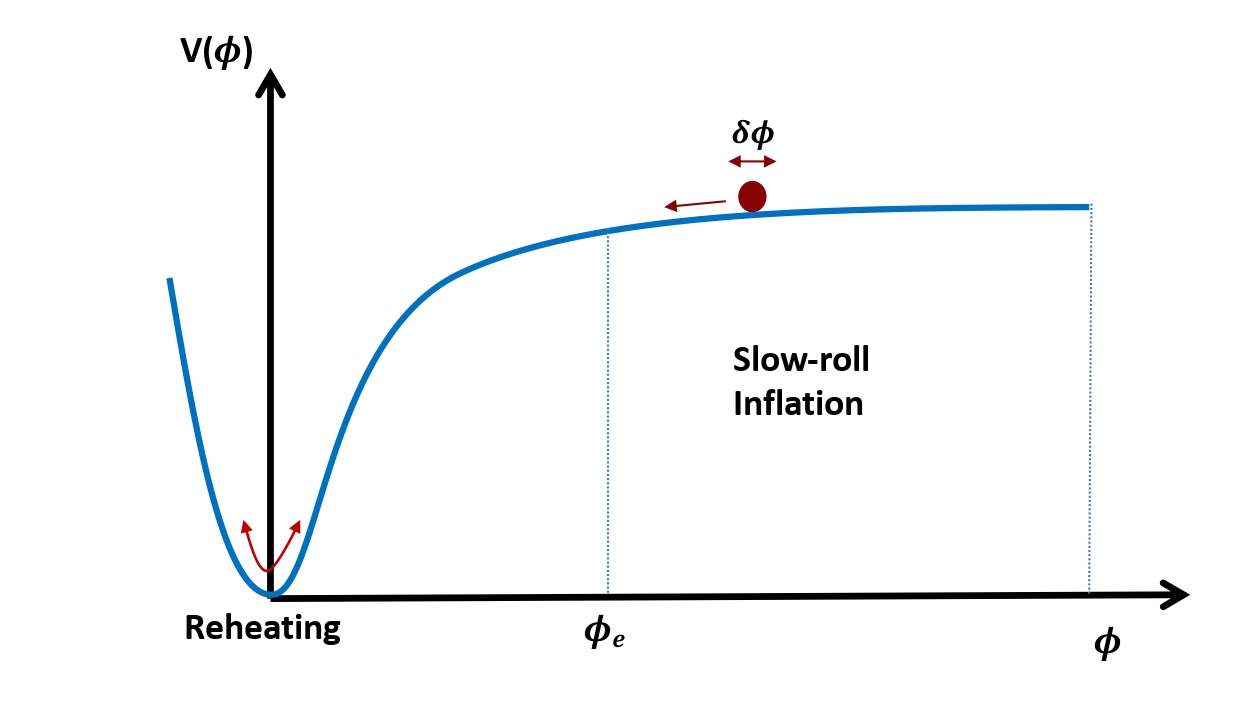 V(ϕ)
δϕ
Slow-roll
Inflation
Reheating
ϕₑ
ϕ